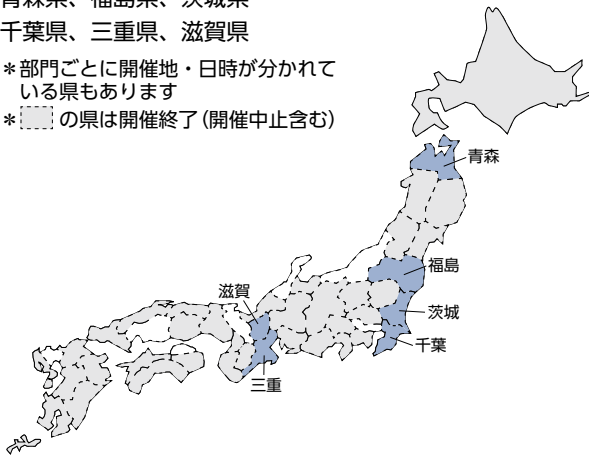 青森県、福島県、茨城県
千葉県、三重県、滋賀県
＊部門ごとに開催地・日時が分かれて
いる県もあります
＊ の県は開催終了(開催中止含む)
青森
福島
滋賀
茨城
千葉
三重